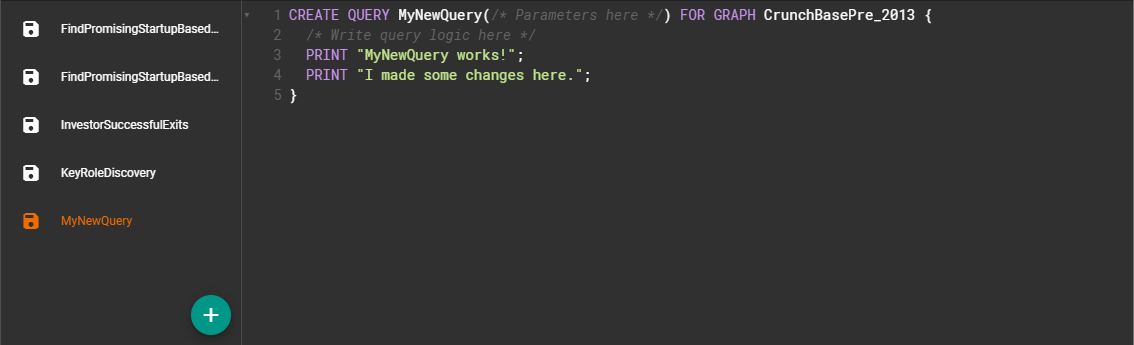 FindPromisingStartupBased...
FindPromisingStartupBased...
InvestorSuccessfulExits
KeyRoleDiscovery
MyNewQuery
+
1 CREATE QUERY MyNewQuery(/* Parameters here */) FOR GRAPH CrunchBasePre_2013 {
2 /* Write query logic here */
3 PRINT "MyNewQuery works!";
4 PRINT "I made some changes here.";
5 }